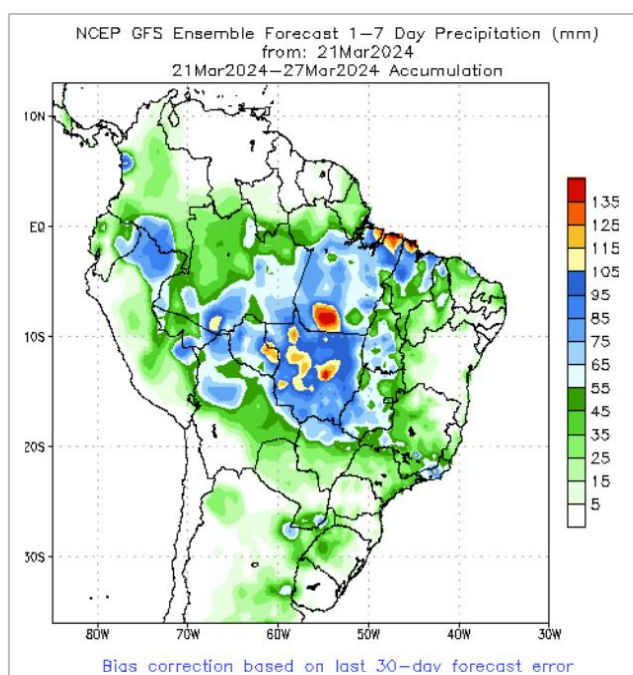 NCEP GFS Ensemble Forecast 1–7 Day Precipitation (mm)
from: 21Mar2024
21Mar2024–27Mar2024 Accumulation
10N
EQ
10S
20S
30S
80W 70W 60W 50W 40W 30W
135
125
115
105
95
85
75
65
55
45
35
25
15
5
Bias correction based on last 30–day forecast error